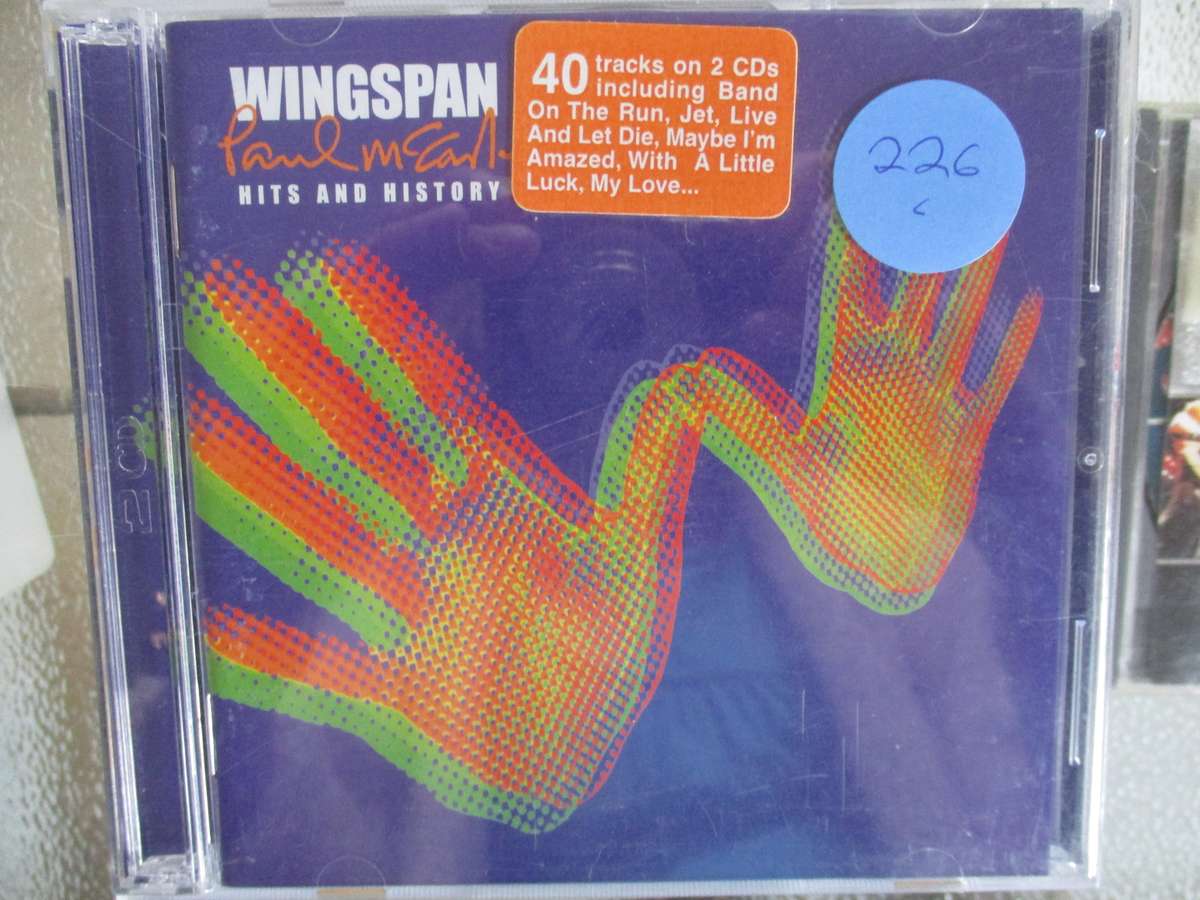 WINGSPAN
Paul McCart
HITS AND HISTORY
40 tracks on 2 CDs
including Band
On The Run, Jet, Live
And Let Die, Maybe I'm
Amazed, With A Little
Luck, My Love...
226
CD
2